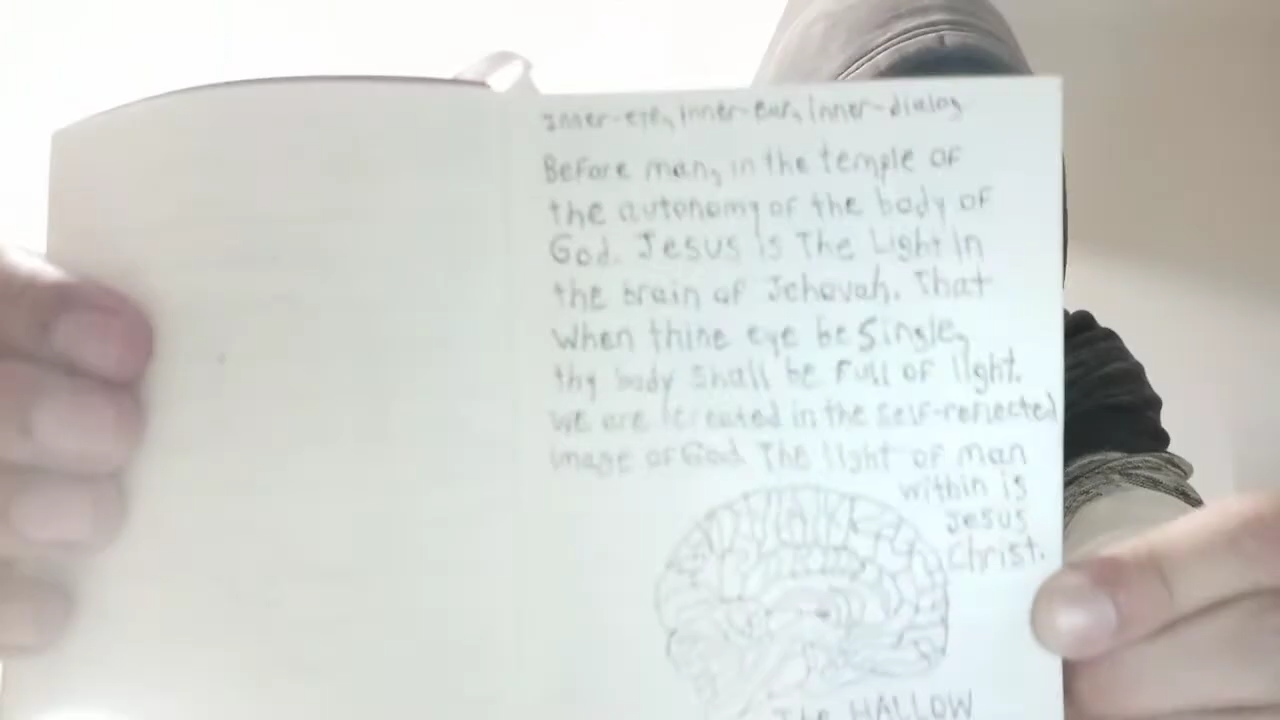 Inner-eye, inner-ear, inner-dialog
Before man, in the temple of
the autonomy of the body of
God. Jesus is The Light in
the brain of Jehovah. That
When thine eye be single,
thy body shall be full of light.
we are created in the self-reflected
image of God. The light of man
within is
Jesus
Christ.
The HALLOW